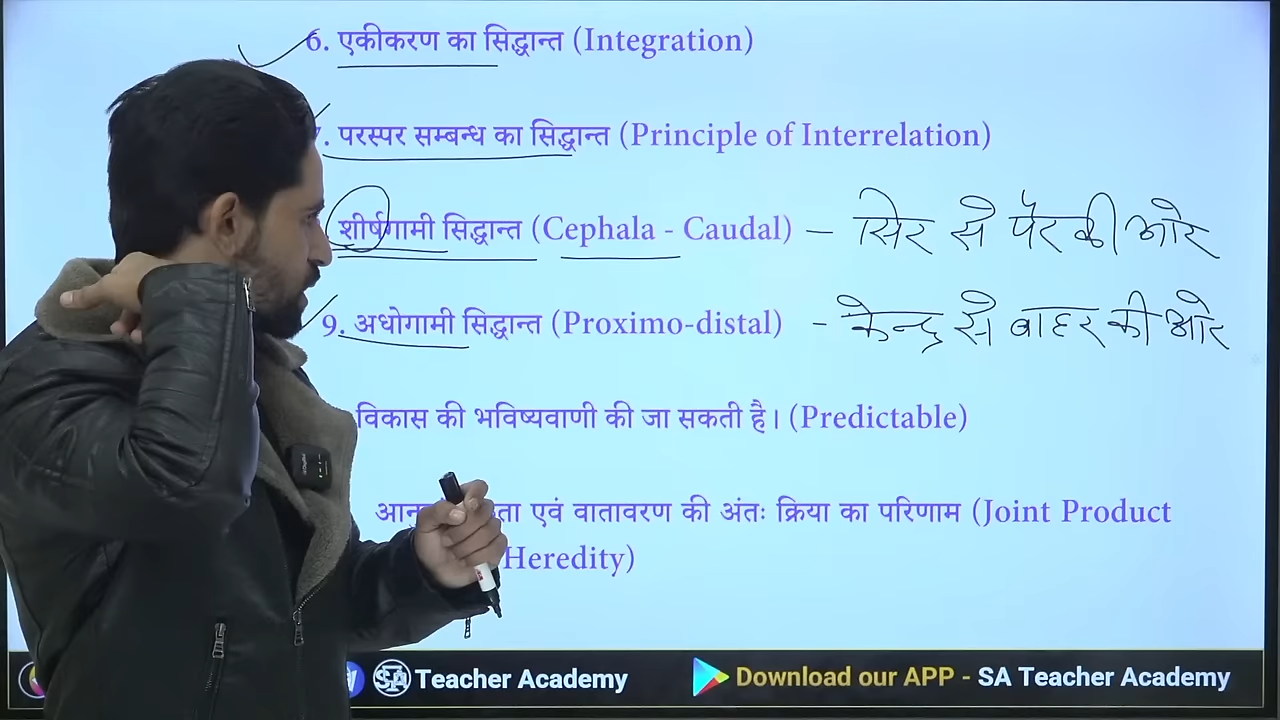 6. एकीकरण का सिद्धान्त (Integration)
. परस्पर सम्बन्ध का सिद्धान्त (Principle of Interrelation)
शीर्षगामी सिद्धान्त (Cephala - Caudal) – सिर से पैर की ओर
9. अधोगामी सिद्धान्त (Proximo-distal) - केन्द्र से बाहर की ओर
विकास की भविष्यवाणी की जा सकती है। (Predictable)
एवं वातावरण की अंतः क्रिया का परिणाम (Joint Product
Heredity)
SA Teacher Academy Download our APP - SA Teacher Academy